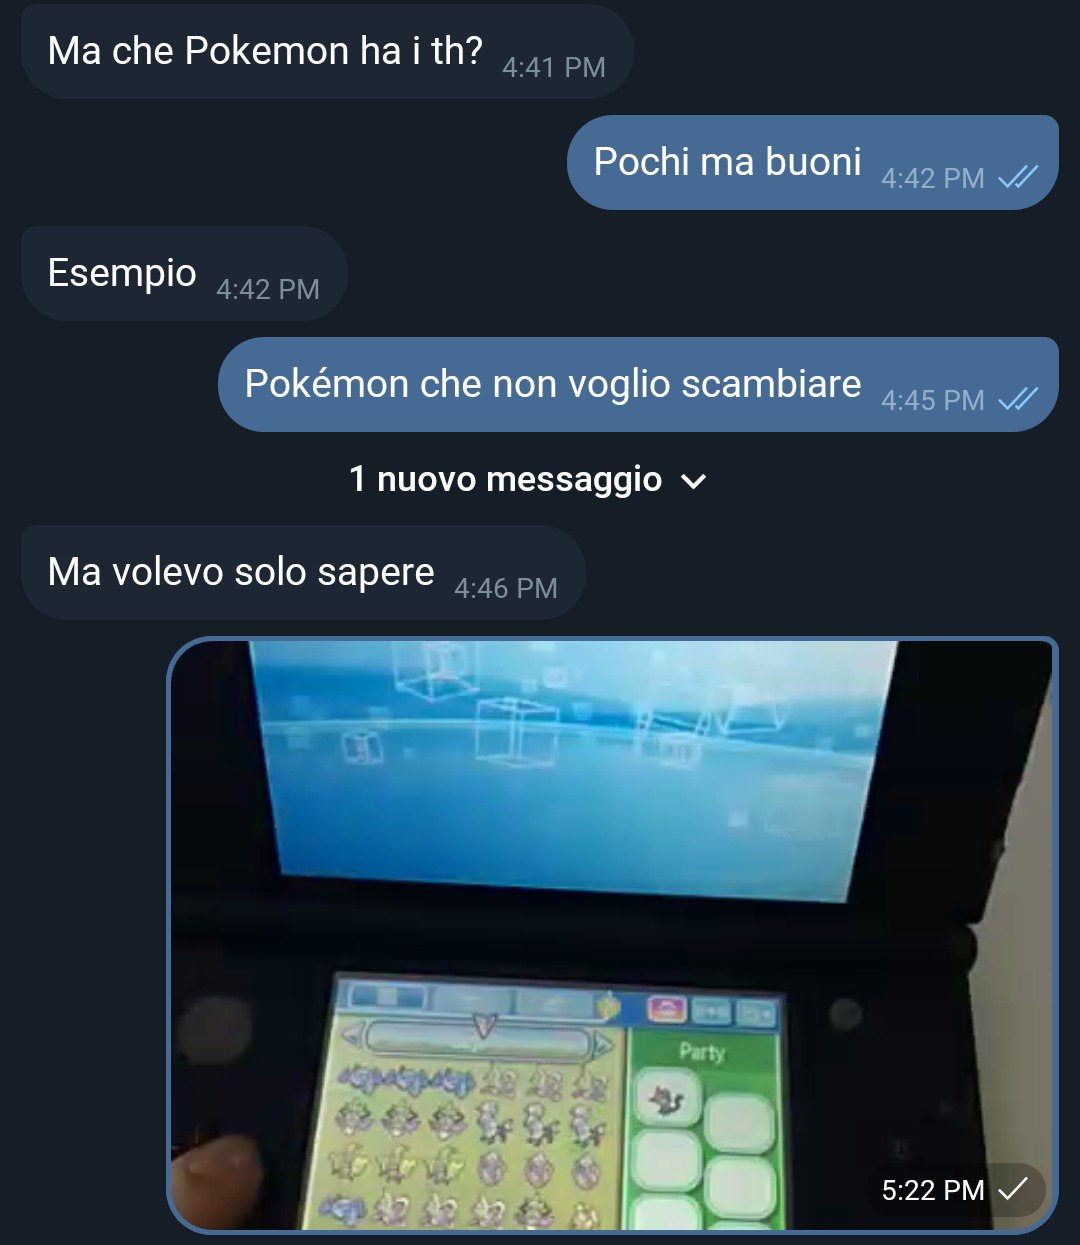 Ma che Pokemon ha i th? 4:41 PM
Pochi ma buoni 4:42 PM
Esempio 4:42 PM
Pokémon che non voglio scambiare 4:45 PM
1 nuovo messaggio
Ma volevo solo sapere 4:46 PM
Party
5:22 PM